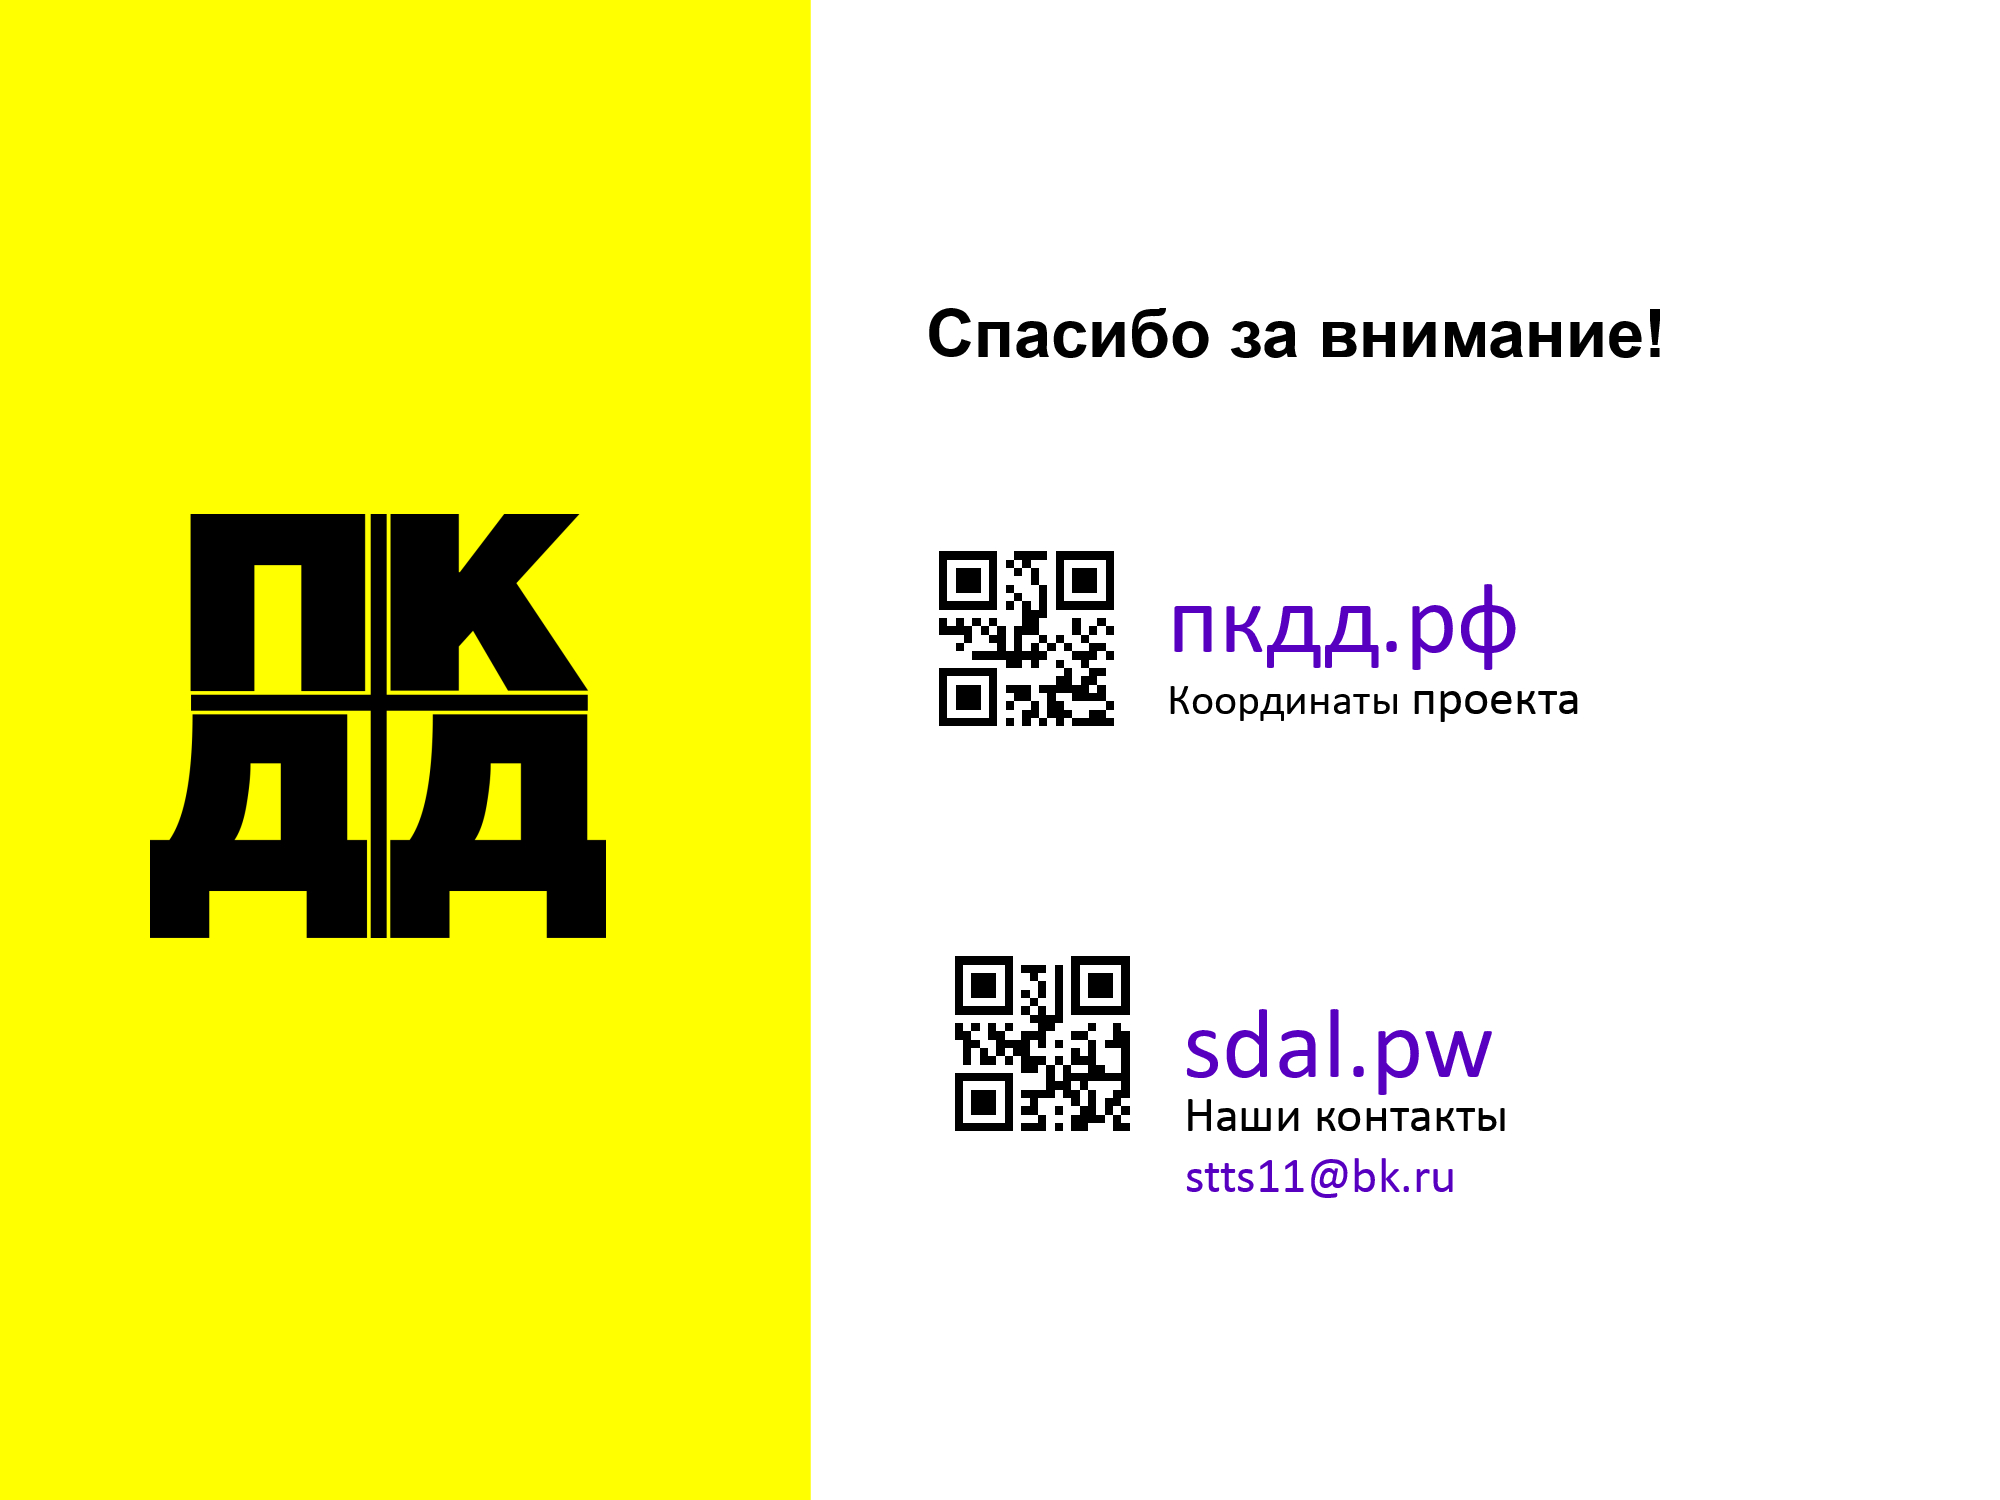 ПК
ДД
Спасибо за внимание!
пкдд.рф
Координаты проекта
sdal.pw
Наши контакты
stts11@bk.ru